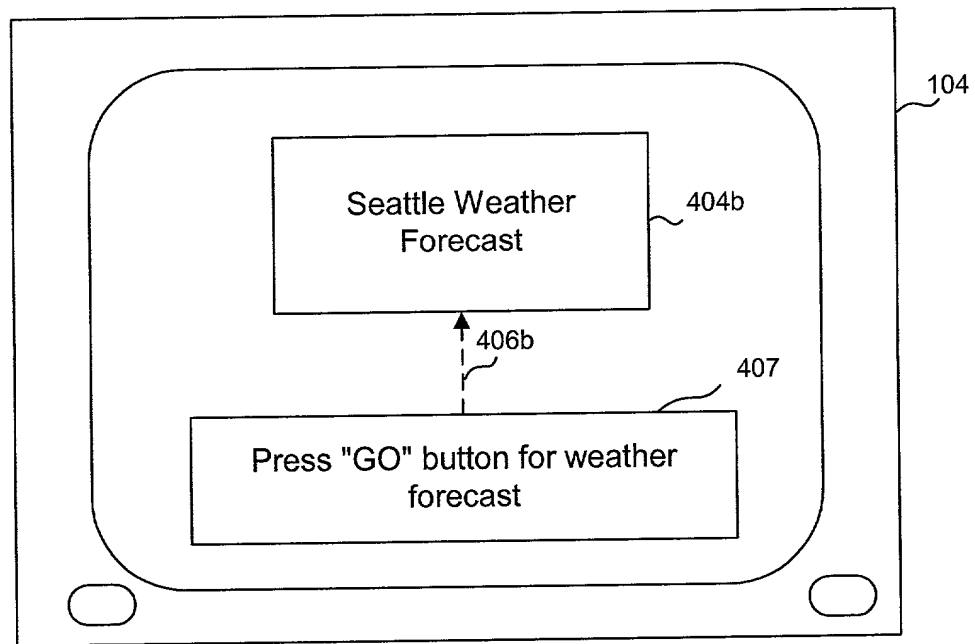 104
Seattle Weather
Forecast
404b
406b
407
Press "GO" button for weather
forecast